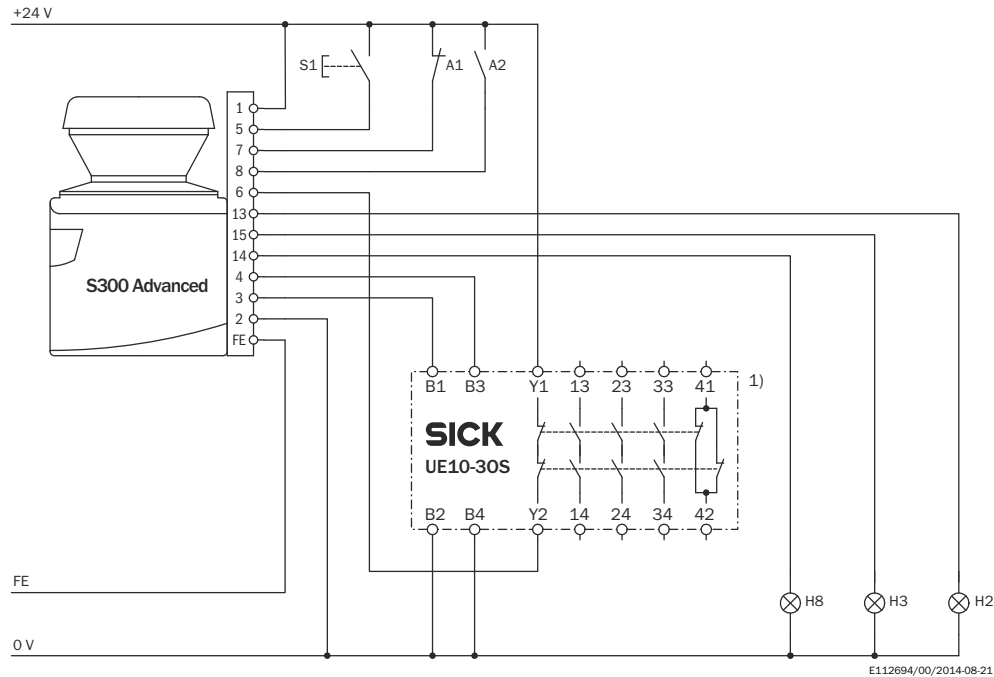 +24 V
S1
A1
A2
1
5
7
8
6
13
15
14
4
3
2
FE
S300 Advanced
B1 B3 Y1 13 23 33 41
1)
SICK
UE10-3OS
B2 B4 Y2 14 24 34 42
FE
H8
H3
H2
0 V
E112694/00/2014-08-21